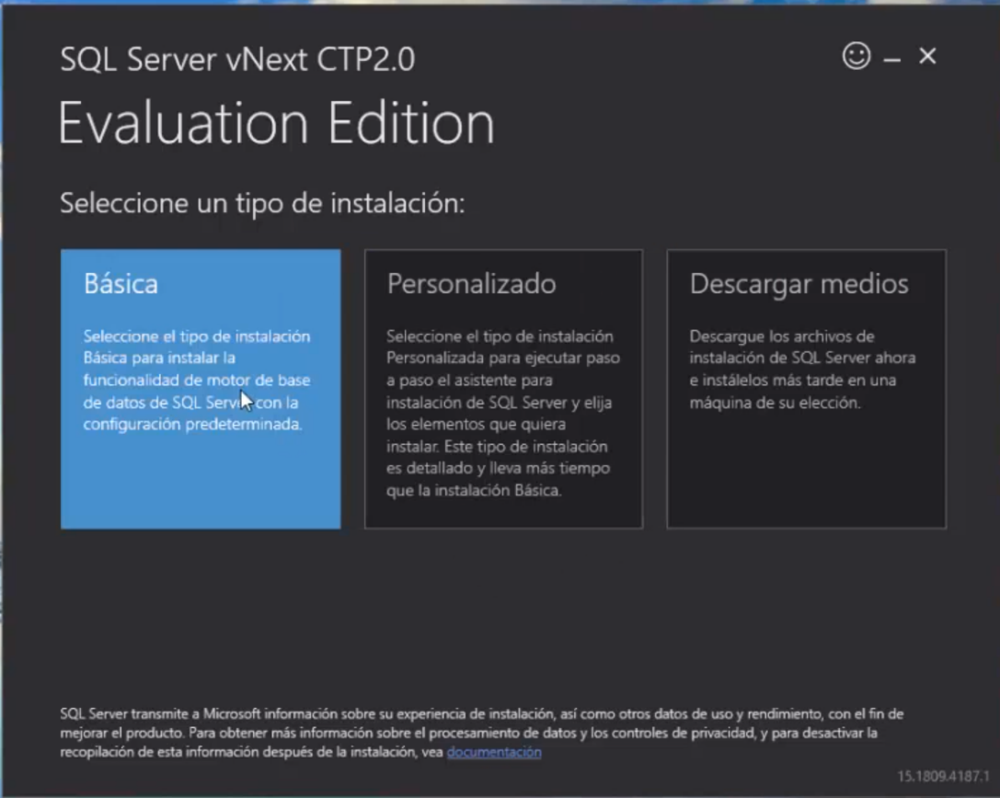 SQL Server vNext CTP2.0
Evaluation Edition
Seleccione un tipo de instalación:
Básica
Seleccione el tipo de instalación
Básica para instalar la
funcionalidad de motor de base
de datos de SQL Server con la
configuración predeterminada.
Personalizado
Seleccione el tipo de instalación
Personalizada para ejecutar paso
a paso el asistente para
instalación de SQL Server y elija
los elementos que quiera
instalar. Este tipo de instalación
es detallado y lleva más tiempo
que la instalación Básica.
Descargar medios
Descargue los archivos de
instalación de SQL Server ahora
e instálelos más tarde en una
máquina de su elección.
SQL Server transmite a Microsoft información sobre su experiencia de instalación, así como otros datos de uso y rendimiento, con el fin de
mejorar el producto. Para obtener más información sobre el procesamiento de datos y los controles de privacidad, y para desactivar la
recopilación de esta información después de la instalación, vea documentación
15.1809.4187.1